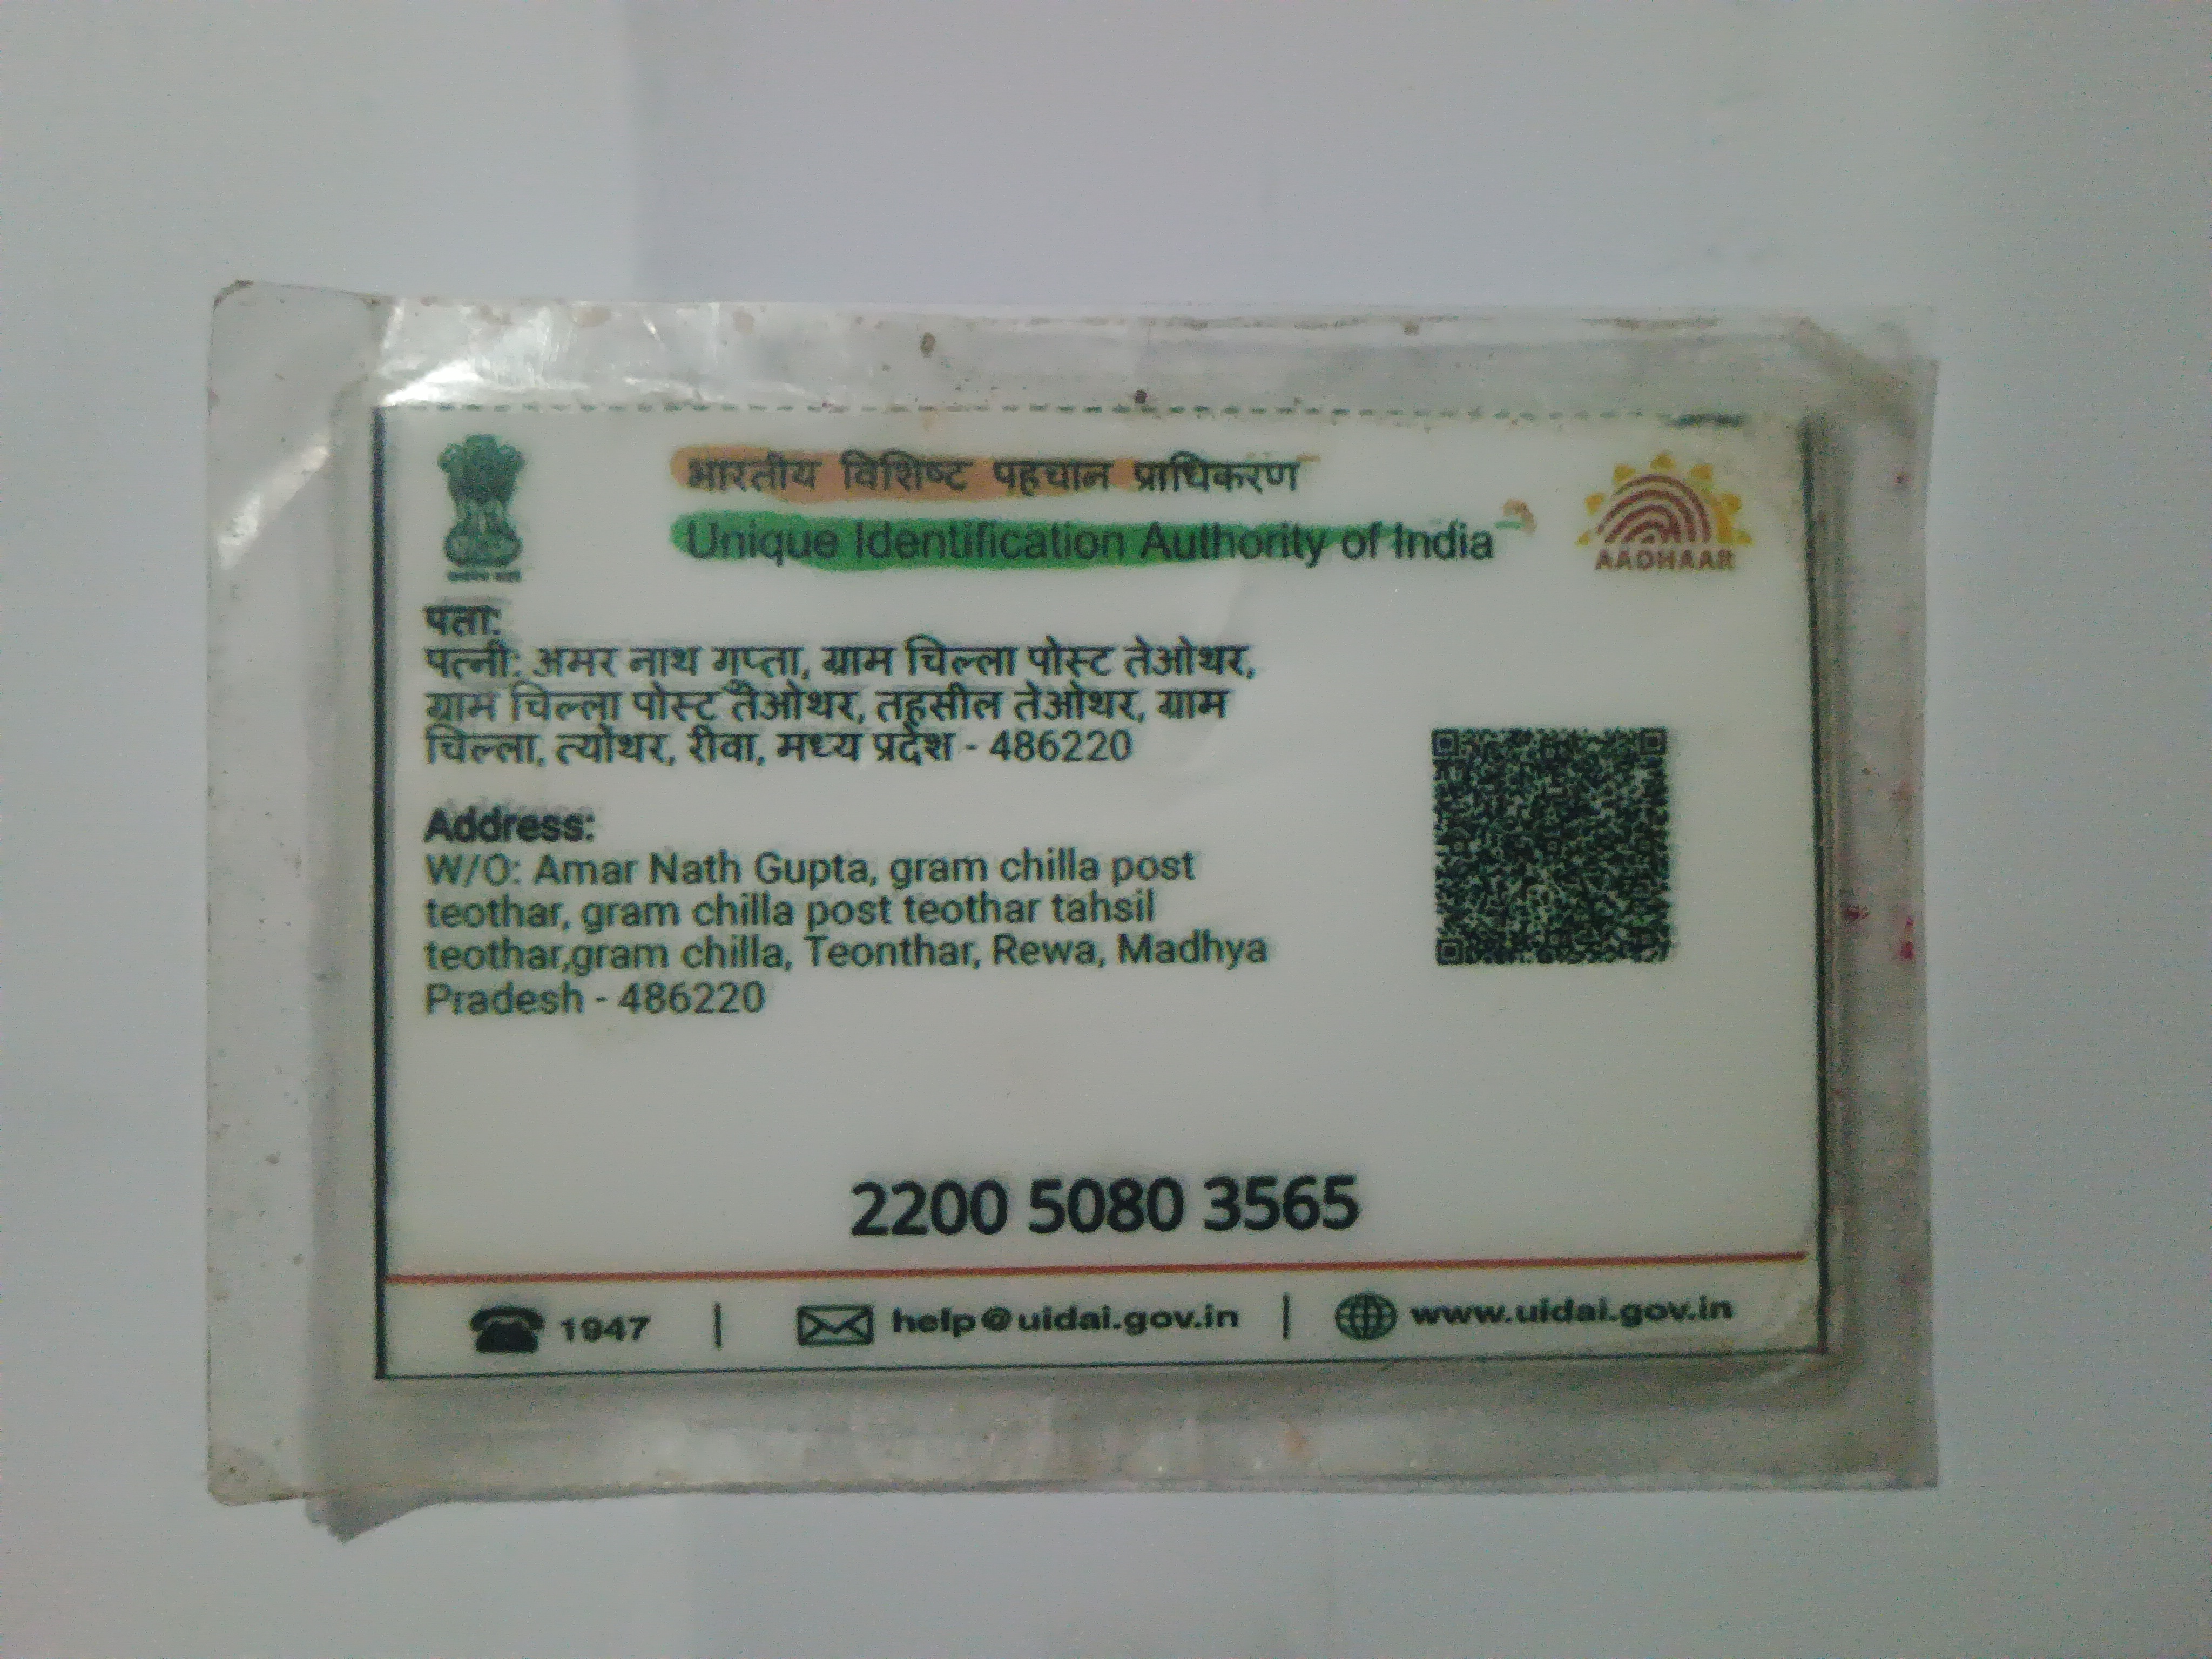 भारतीय विशिष्ट पहचान प्राधिकरण
Unique Identification Authority of India
AADHAAR
पता:
पत्नी: अमर नाथ गुप्ता, ग्राम चिल्ला पोस्ट तेओथर,
ग्राम चिल्ला पोस्ट तेओथर, तहसील तेओथर, ग्राम
चिल्ला, त्योंथर, रीवा, मध्य प्रदेश - 486220
Address:
W/O: Amar Nath Gupta, gram chilla post
teothar, gram chilla post teothar tahsil
teothar,gram chilla, Teonthar, Rewa, Madhya
Pradesh - 486220
2200 5080 3565
1947 | help@uidai.gov.in | www.uidai.gov.in